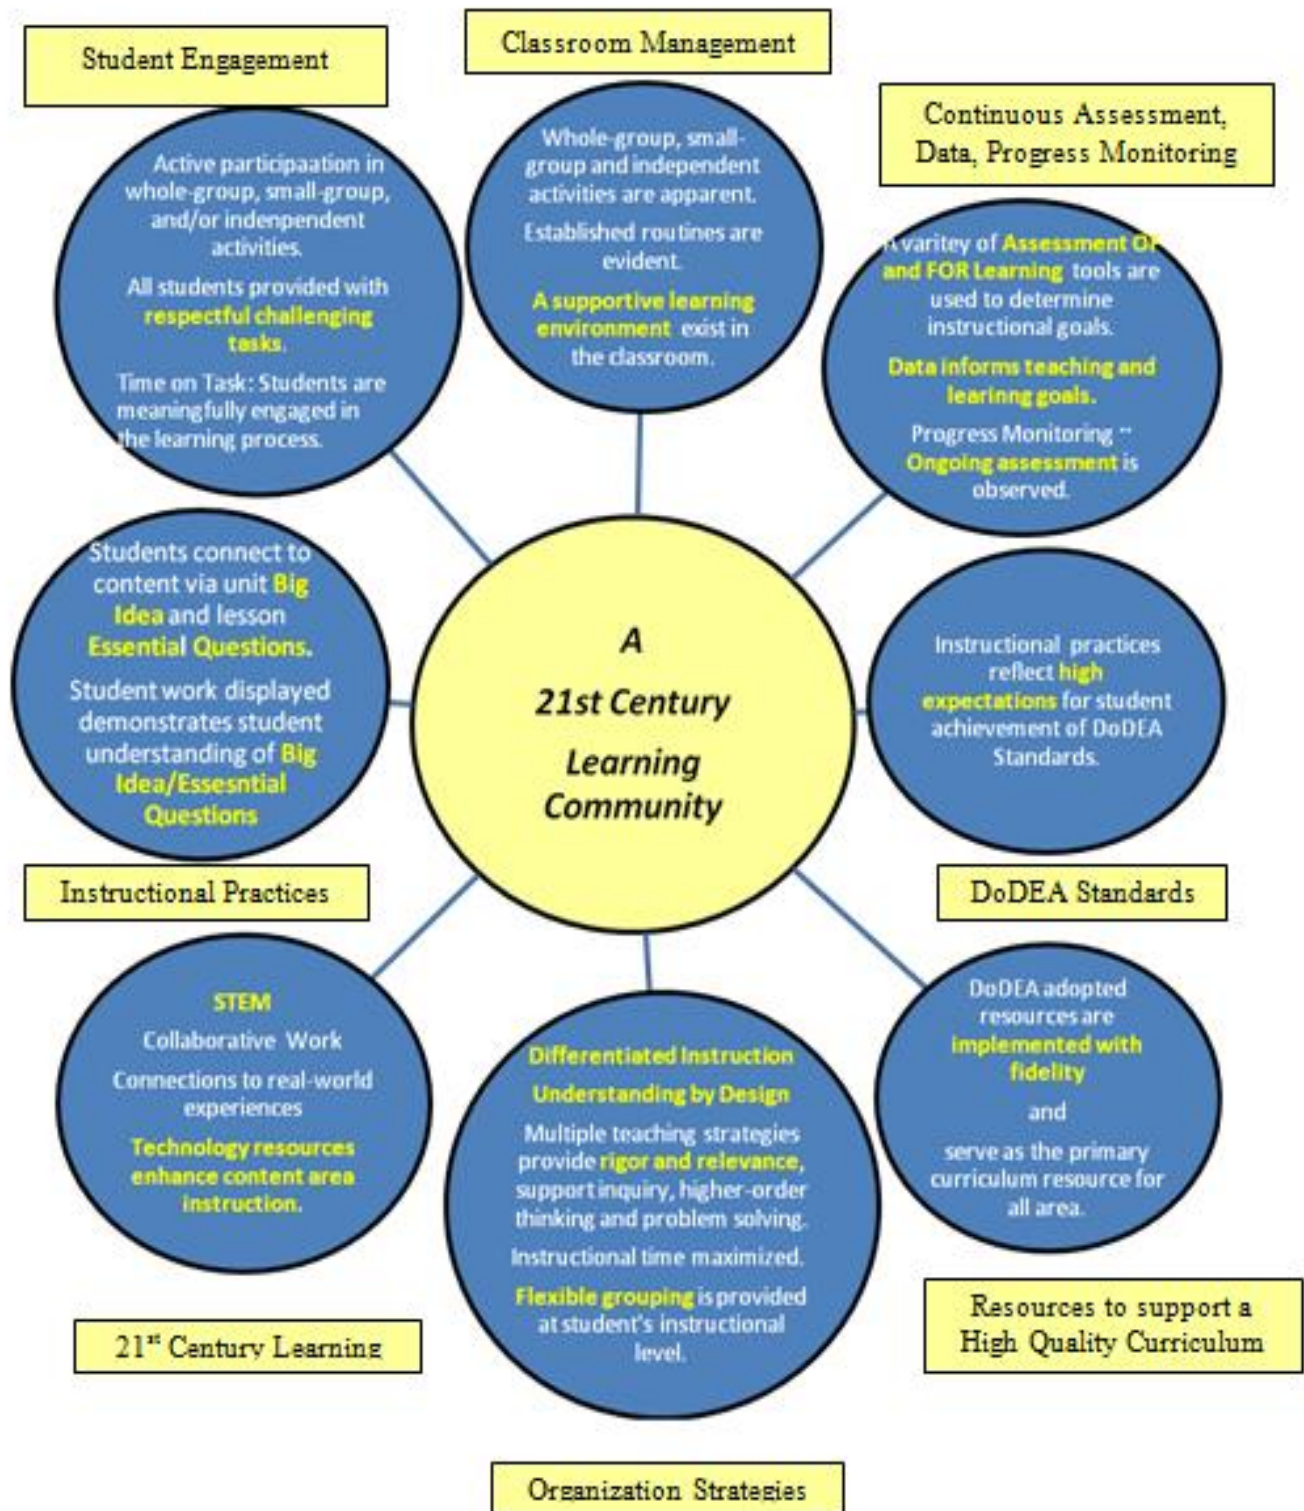 Student Engagement
Active participaation in
whole-group, small-group,
and/or indenpendent
activities.
All students provided with
respectful challenging
tasks.
Time on Task: Students are
meaningfully engaged in
the learning process.
Classroom Management
Whole-group, small-
group and independent
activities are apparent.
Established routines are
evident.
A supportive learning
environment exist in
the classroom.
Continuous Assessment,
Data, Progress Monitoring
A varitey of Assessment OF
and FOR Learning tools are
used to determine
instructional goals.
Data informs teaching and
learinng goals.
Progress Monitoring --
Ongoing assessment is
observed.
Students connect to
content via unit Big
Idea and lesson
Essential Questions.
Student work displayed
demonstrates student
understanding of Big
Idea/Essesntial
Questions
Instructional Practices
A
21st Century
Learning
Community
Instructional practices
reflect high
expectations for student
achievement of DoDEA
Standards.
DoDEA Standards
STEM
Collaborative Work
Connections to real-world
experiences
Technology resources
enhance content area
instruction.
21st Century Learning
Differentiated Instruction
Understanding by Design
Multiple teaching strategies
provide rigor and relevance,
support inquiry, higher-order
thinking and problem solving.
Instructional time maximized.
Flexible grouping is provided
at student's instructional
level.
Organization Strategies
DoDEA adopted
resources are
implemented with
fidelity
and
serve as the primary
curriculum resource for
all area.
Resources to support a
High Quality Curriculum